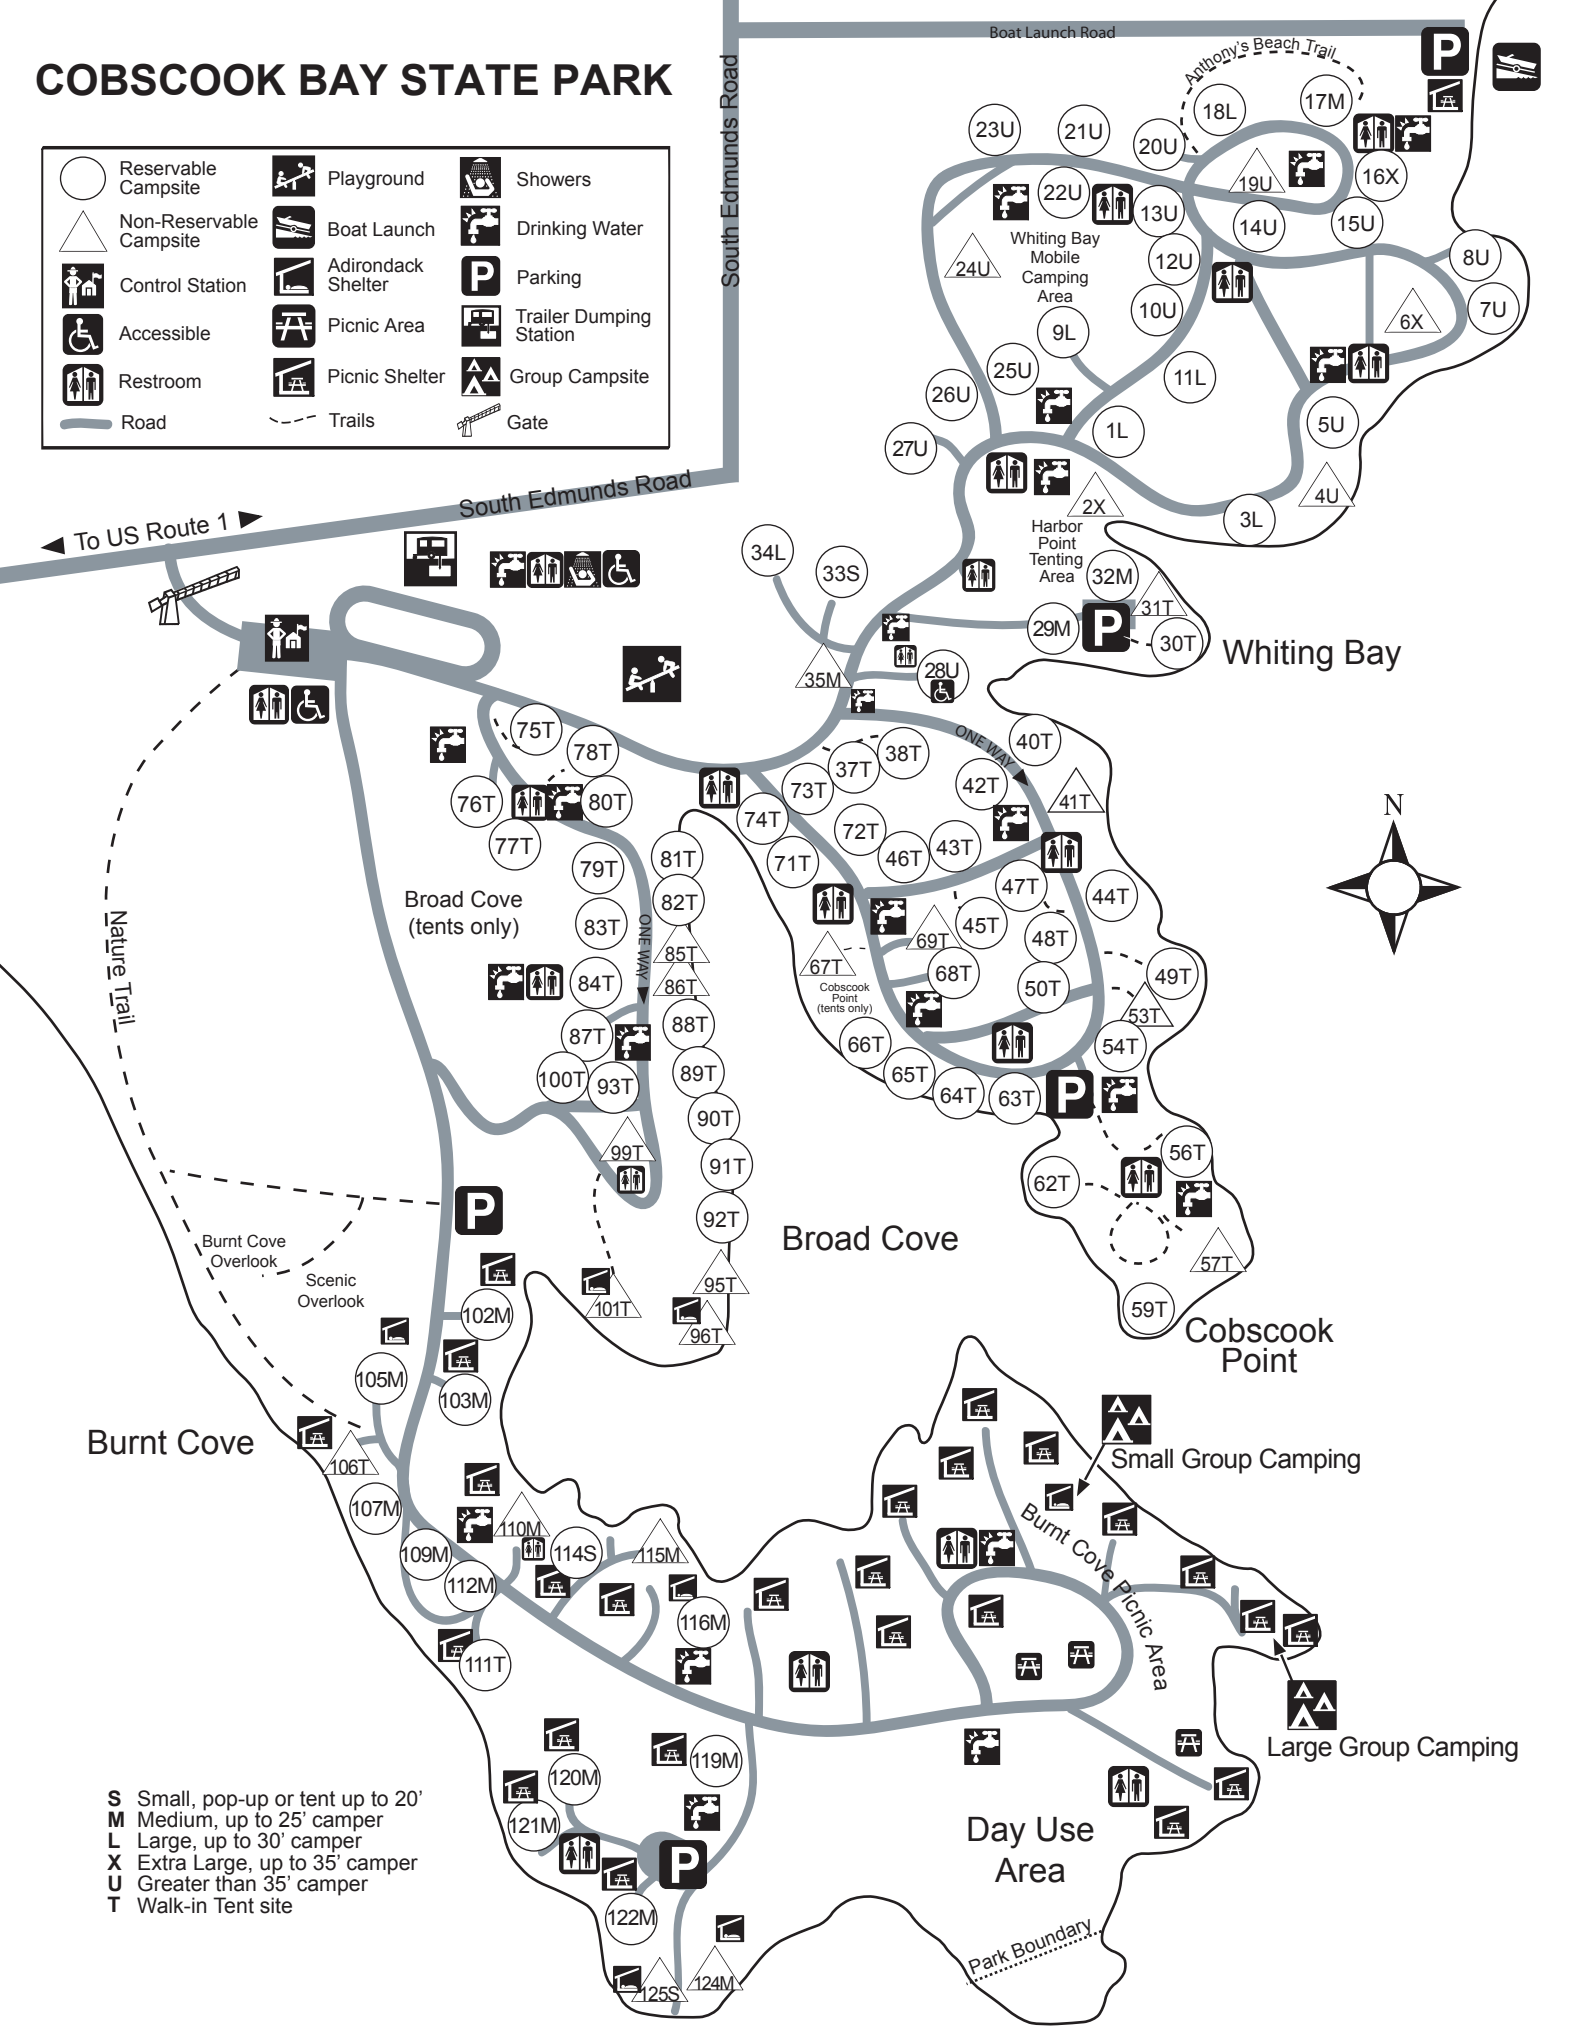 COBSCOOK BAY STATE PARK
Reservable
Campsite
Non-Reservable
Campsite
Control Station
Accessible
Restroom
Road
Playground
Boat Launch
Adirondack
Shelter
Picnic Area
Picnic Shelter
Trails
Showers
Drinking Water
P
Parking
Trailer Dumping
Station
Group Campsite
Gate
Boat Launch Road
South Edmunds Road
South Edmunds Road
South Edmunds Road
To US Route 1
Anthony's Beach Trail
P
18L
17M
23U
21U
20U
16X
19U
22U
13U
14U
15U
Whiting Bay
Mobile
Camping
Area
24U
12U
8U
10U
7U
6X
9L
25U
11L
26U
5U
27U
1L
4U
2X
3L
Harbor
Point
Tenting
Area
34L
33S
32M
31T
29M
P
30T
Whiting Bay
35M
28U
75T
78T
76T
80T
77T
79T
Broad Cove
(tents only)
81T
82T
83T
ONE WAY
85T
84T
86T
87T
88T
100T
93T
89T
90T
99T
91T
92T
95T
101T
96T
ONE WAY
40T
38T
37T
42T
41T
73T
74T
72T
43T
46T
71T
47T
44T
45T
69T
48T
67T
68T
49T
50T
53T
Cobscook
Point
(tents only)
66T
54T
65T
64T
63T
P
56T
62T
57T
59T
Cobscook
Point
Broad Cove
N
Nature Trail
P
Burnt Cove
Overlook
Scenic
Overlook
102M
105M
103M
Burnt Cove
106T
107M
110M
109M
114S
115M
112M
116M
111T
119M
120M
121M
P
122M
124M
125S
Small Group Camping
Burnt Cove Picnic Area
Large Group Camping
Day Use
Area
Park Boundary
S Small, pop-up or tent up to 20’
M Medium, up to 25’ camper
L Large, up to 30’ camper
X Extra Large, up to 35’ camper
U Greater than 35’ camper
T Walk-in Tent site